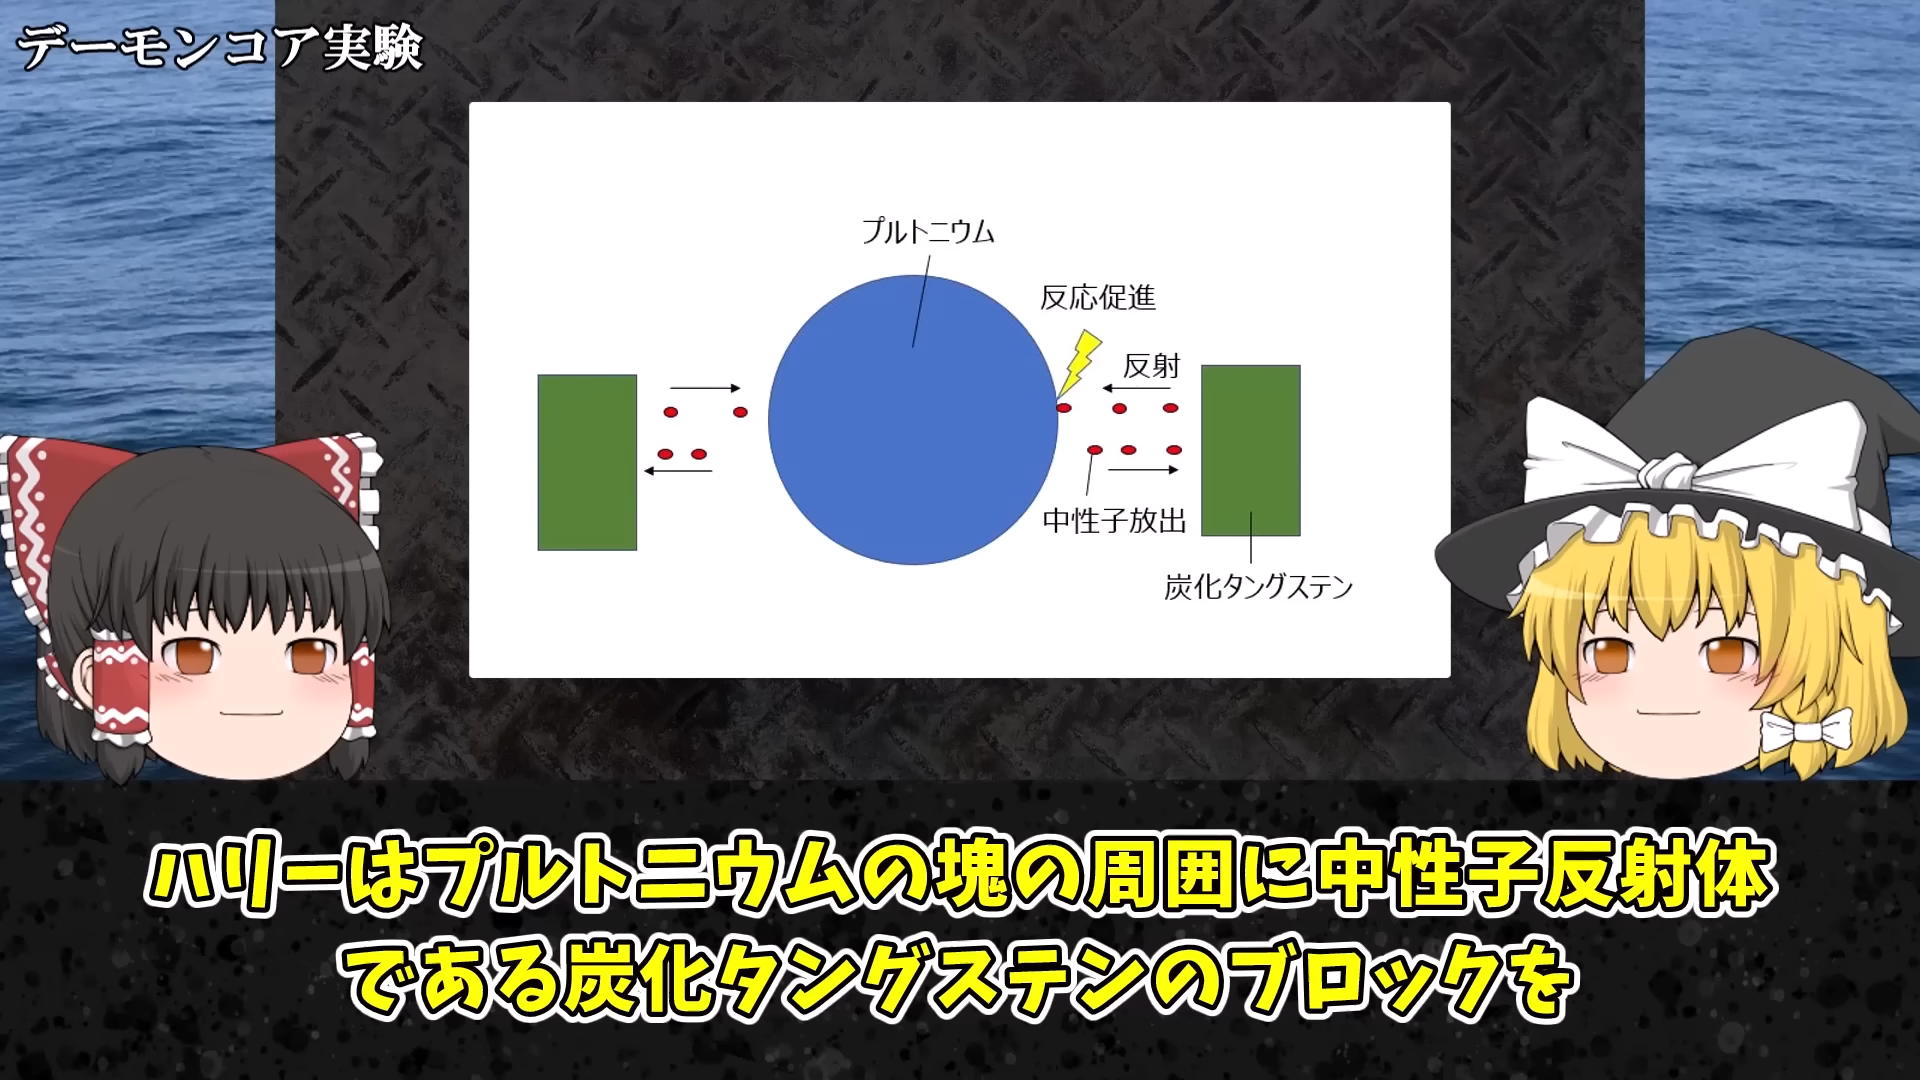 デーモンコア実験
プルトニウム
反応促進
反射
中性子放出
炭化タングステン
ハリーはプルトニウムの塊の周囲に中性子反射体
である炭化タングステンのブロックを